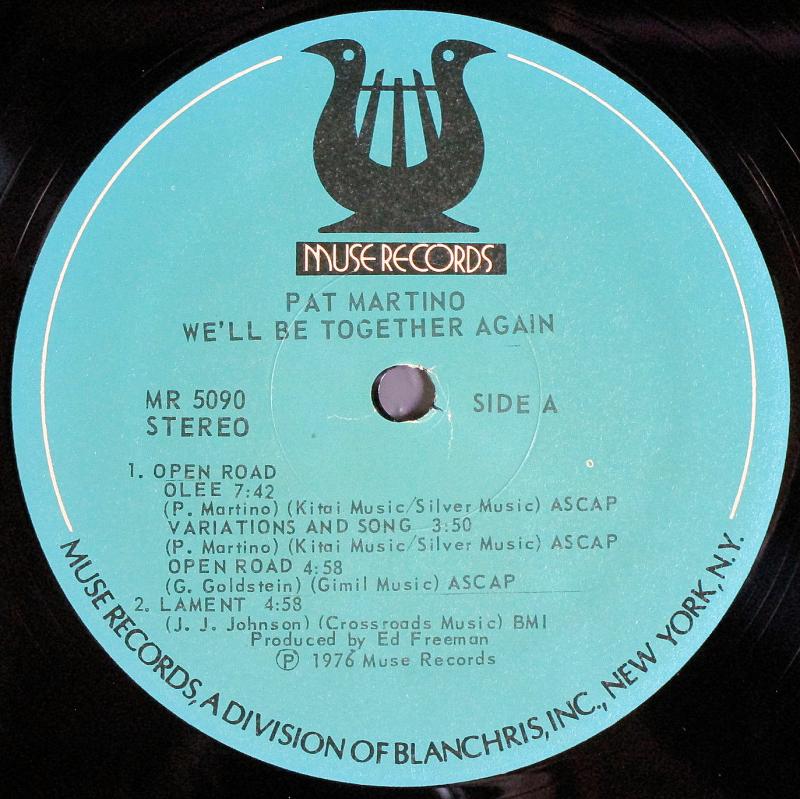 MUSE RECORDS
PAT MARTINO
WE'LL BE TOGETHER AGAIN
MR 5090
STEREO
SIDE A
1. OPEN ROAD
OLEE 7:42
(P. Martino) (Kitai Music/Silver Music) ASCAP
VARIATIONS AND SONG 3:50
(P. Martino) (Kitai Music/Silver Music) ASCAP
OPEN ROAD 4:58
(G. Goldstein) (Gimil Music) ASCAP
2. LAMENT 4:58
(J. J. Johnson) (Crossroads Music) BMI
Produced by Ed Freeman
Ⓟ 1976 Muse Records
MUSE RECORDS, A DIVISION OF BLANCHRIS, INC., NEW YORK, N.Y.